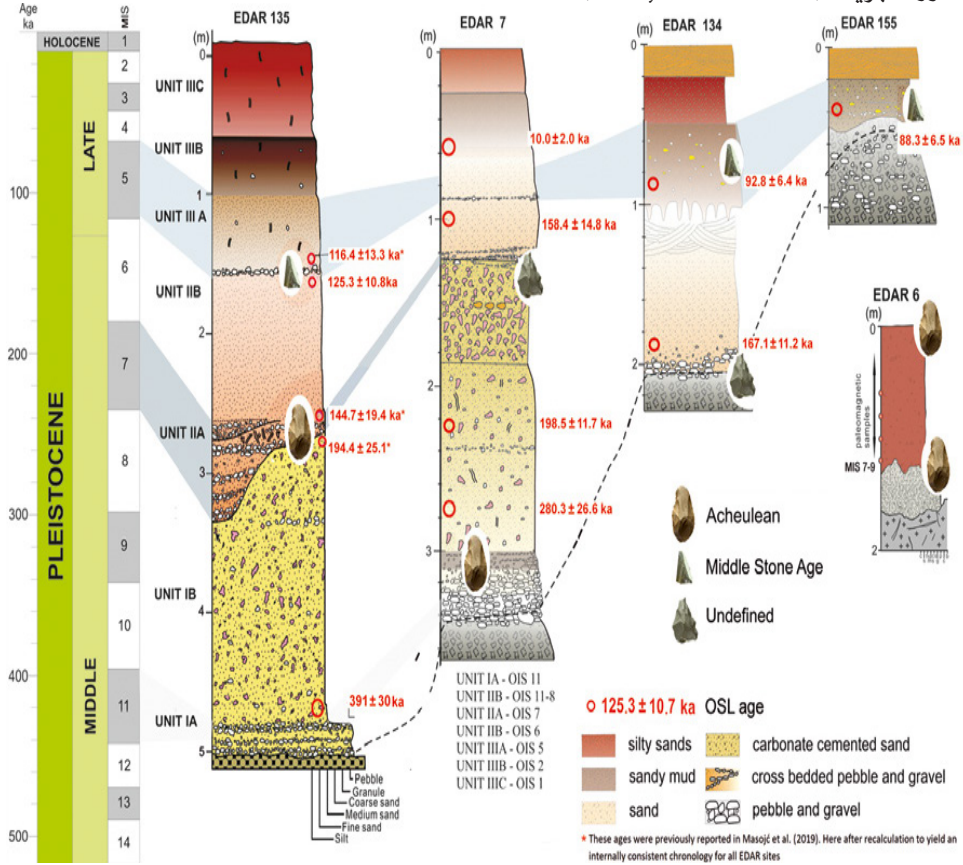 Age
ka
MIS
HOLOCENE
PLEISTOCENE
LATE
MIDDLE
100
200
300
400
500
1
2
3
4
5
6
7
8
9
10
11
12
13
14
EDAR 135
(m)
0
1
2
3
4
5
UNIT IIIC
UNIT IIIB
UNIT III A
UNIT IIB
UNIT IIA
UNIT IB
UNIT IA
116.4 ±13.3 ka*
125.3 ± 10.8ka
144.7± 19.4 ka*
194.4 ± 25.1*
391± 30 ka
Pebble
Granule
Coarse sand
Medium sand
Fine sand
Silt
EDAR 7
(m)
0
1
2
3
10.0 ± 2.0 ka
158.4 ± 14.8 ka
198.5 ± 11.7 ka
280.3 ± 26.6 ka
UNIT IA - OIS 11
UNIT IIB - OIS 11-8
UNIT IIA - OIS 7
UNIT IIB - OIS 6
UNIT IIIA - OIS 5
UNIT IIIB - OIS 2
UNIT IIIC - OIS 1
EDAR 134
(m)
0
1
2
92.8 ± 6.4 ka
167.1 ± 11.2 ka
EDAR 155
(m)
0
1
88.3 ± 6.5 ka
EDAR 6
(m)
0
2
paleomagnetic
samples
MIS 7-9
Acheulean
Middle Stone Age
Undefined
125.3 ± 10.7 ka OSL age
silty sands
sandy mud
sand
carbonate cemented sand
cross bedded pebble and gravel
pebble and gravel
* These ages were previously reported in Masojć et al. (2019). Here after recalculation to yield an
internally consistent chronology for all EDAR sites